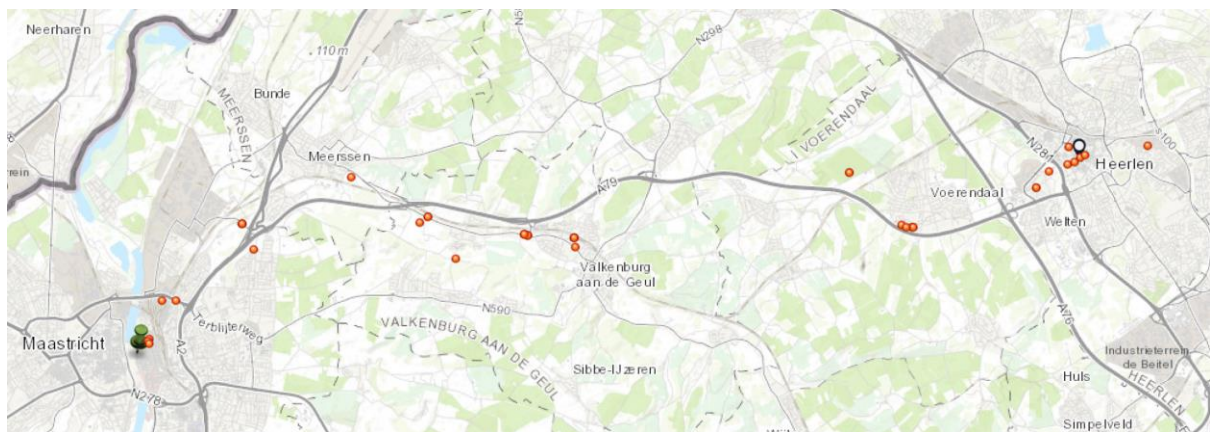 Neerharen
N298
110 m
Bunde
MEERSSEN
Meerssen
VOERENDAAL
N281
S100
Heerlen
A79
Voerendaal
Welten
Valkenburg
aan de Geul
N590
Terblijterweg
VALKENBURG AAN DE GEUL
A2
Maastricht
A76
Sibbe-IJzeren
Industrieterrein
de Beitel
Huls
N278
HEERLEN
Simpelveld